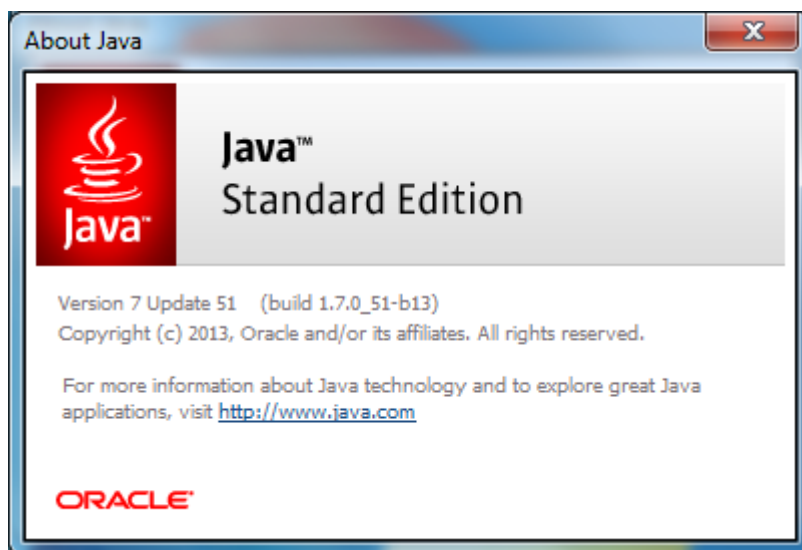 About Java
Java™
Java™
Standard Edition
Version 7 Update 51 (build 1.7.0_51-b13)
Copyright (c) 2013, Oracle and/or its affiliates. All rights reserved.
For more information about Java technology and to explore great Java
applications, visit http://www.java.com
ORACLE®